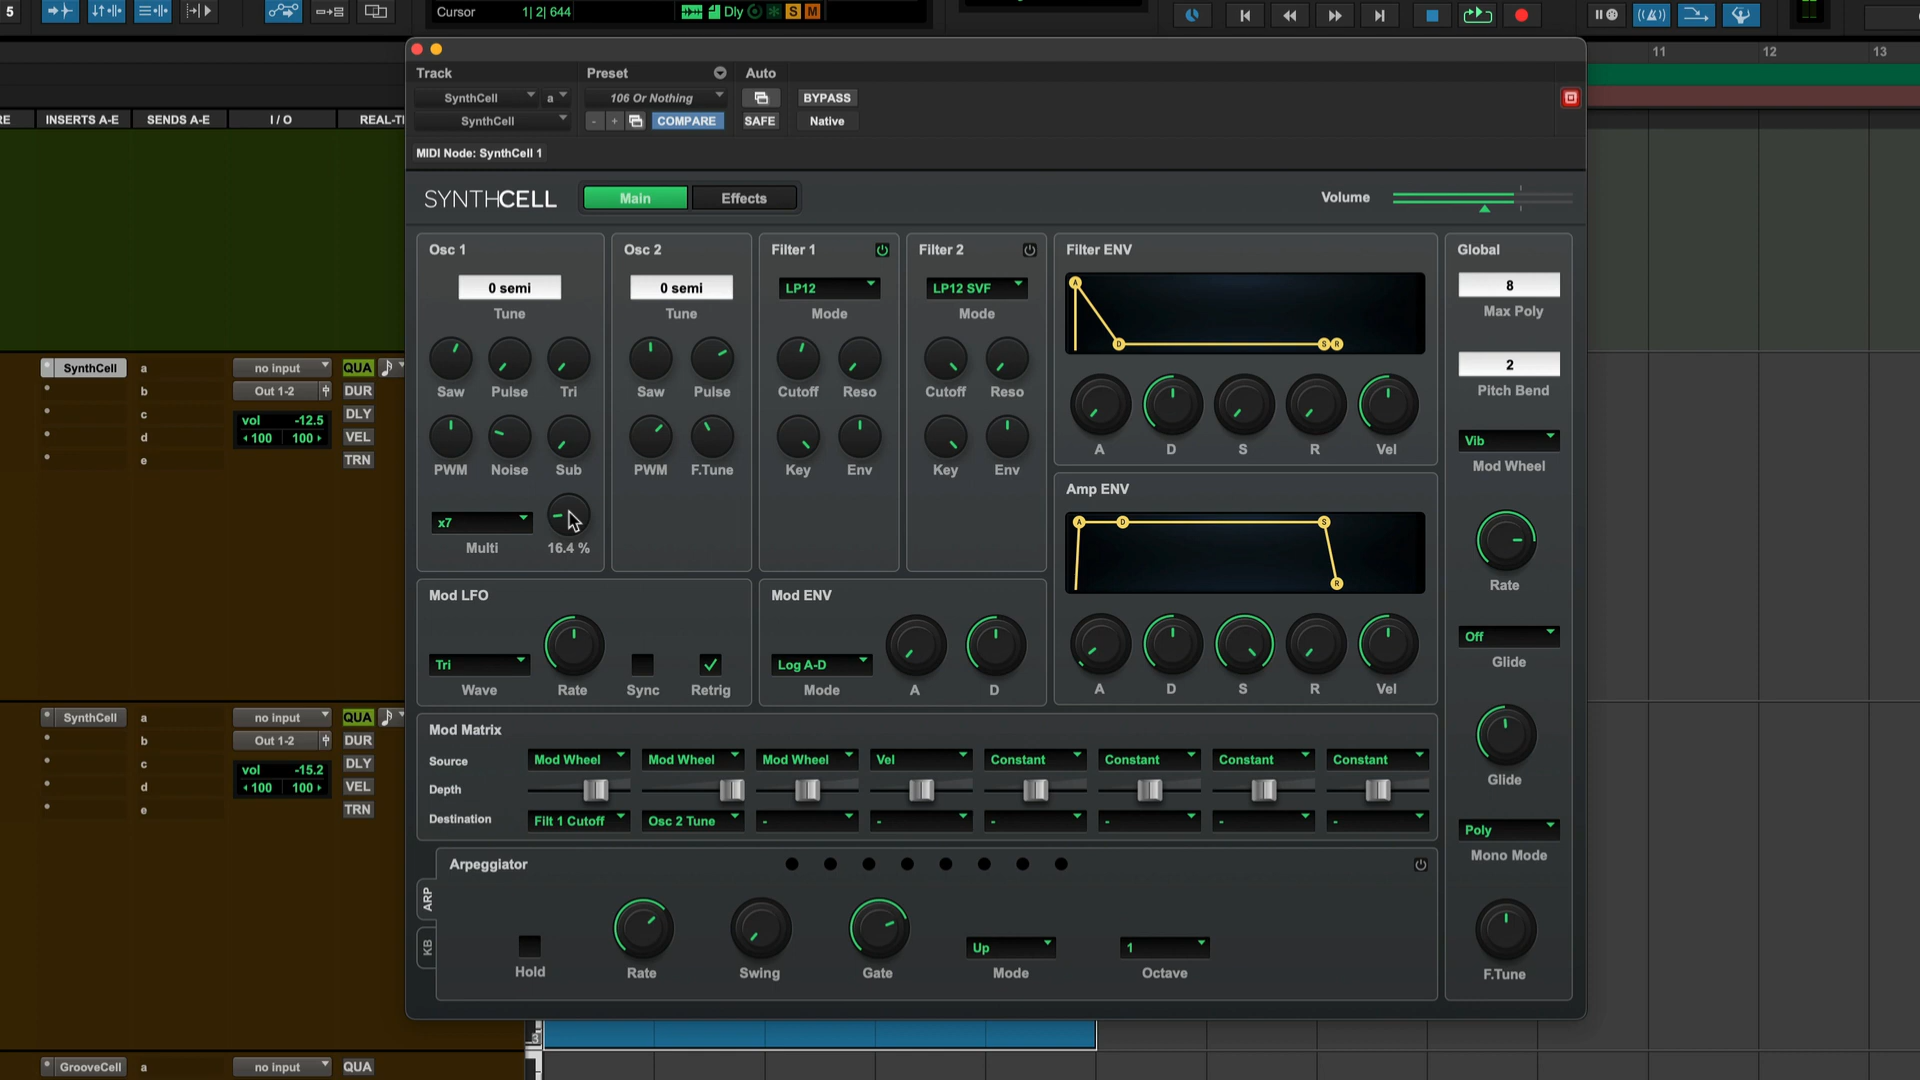 5
Cursor 1| 2| 644 Dly S M
11 12 13
Track Preset Auto
SynthCell a 106 Or Nothing BYPASS
SynthCell - + COMPARE SAFE Native
INSERTS A-E SENDS A-E I / O REAL-TI
MIDI Node: SynthCell 1
SYNTHCELL Main Effects Volume
Osc 1
0 semi
Tune
Saw Pulse Tri
PWM Noise Sub
x7
Multi 16.4 %
Osc 2
0 semi
Tune
Saw Pulse
PWM F.Tune
Filter 1
LP12
Mode
Cutoff Reso
Key Env
Filter 2
LP12 SVF
Mode
Cutoff Reso
Key Env
Filter ENV
A D S R
A D S R Vel
Amp ENV
A D S R
A D S R Vel
Global
8
Max Poly
2
Pitch Bend
Vib
Mod Wheel
Rate
Off
Glide
Glide
Poly
Mono Mode
F.Tune
Mod LFO
Tri
Wave Rate Sync Retrig
Mod ENV
Log A-D
Mode A D
Mod Matrix
Source Mod Wheel Mod Wheel Mod Wheel Vel Constant Constant Constant Constant
Depth
Destination Filt 1 Cutoff Osc 2 Tune - - - - - -
Arpeggiator
ARP
KB
Up 1
Hold Rate Swing Gate Mode Octave
SynthCell a no input QUA
b Out 1-2 DUR
c vol -12.5 DLY
d 100 100 VEL
e TRN
SynthCell a no input QUA
b Out 1-2 DUR
c vol -15.2 DLY
d 100 100 VEL
e TRN
GrooveCell a no input QUA